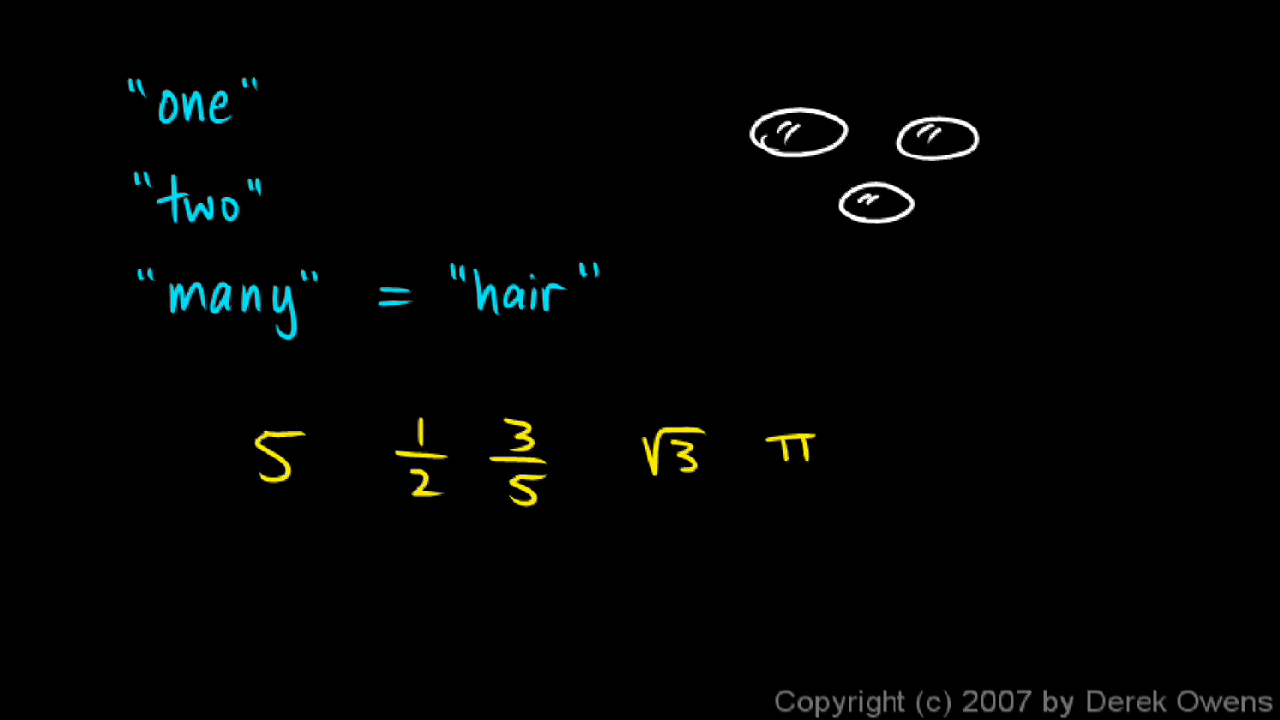 "one"
"two"
"many" = "hair"
5 1/2 3/5 √3 π
Copyright (c) 2007 by Derek Owens